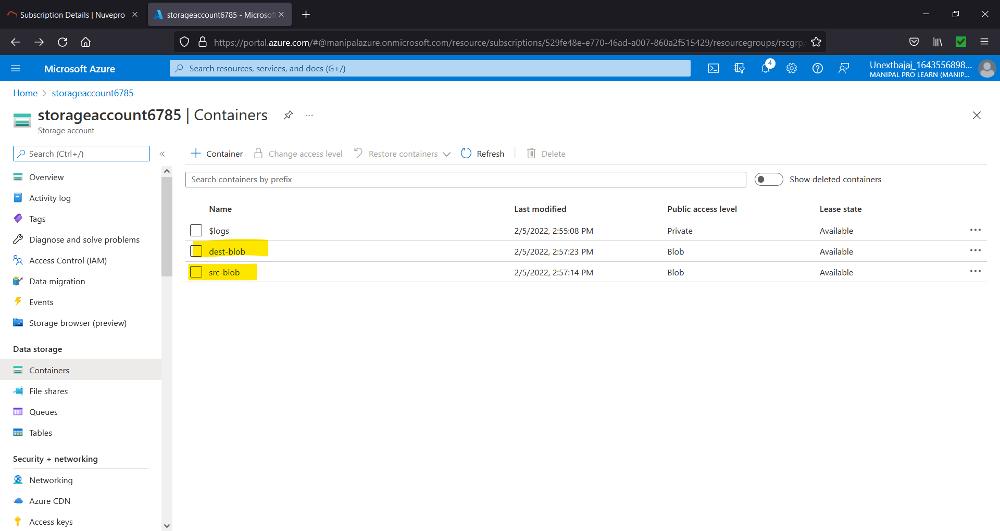 Subscription Details | Nuvepro
storageaccount6785 - Microsoft
https://portal.azure.com/#@manipalazure.onmicrosoft.com/resource/subscriptions/529fe48e-e770-46ad-a007-860a2f515429/resourcegroups/rscgrp/
Microsoft Azure
Search resources, services, and docs (G+/)
4
Unextbajaj_1643556898...
MANIPAL PRO LEARN (MANIP...
Home > storageaccount6785
storageaccount6785 | Containers
Storage account
Search (Ctrl+/)
Overview
Activity log
Tags
Diagnose and solve problems
Access Control (IAM)
Data migration
Events
Storage browser (preview)
Data storage
Containers
File shares
Queues
Tables
Security + networking
Networking
Azure CDN
Access keys
Container Change access level Restore containers Refresh Delete
Search containers by prefix
Show deleted containers
Name Last modified Public access level Lease state
$logs 2/5/2022, 2:55:08 PM Private Available
dest-blob 2/5/2022, 2:57:23 PM Blob Available
src-blob 2/5/2022, 2:57:14 PM Blob Available